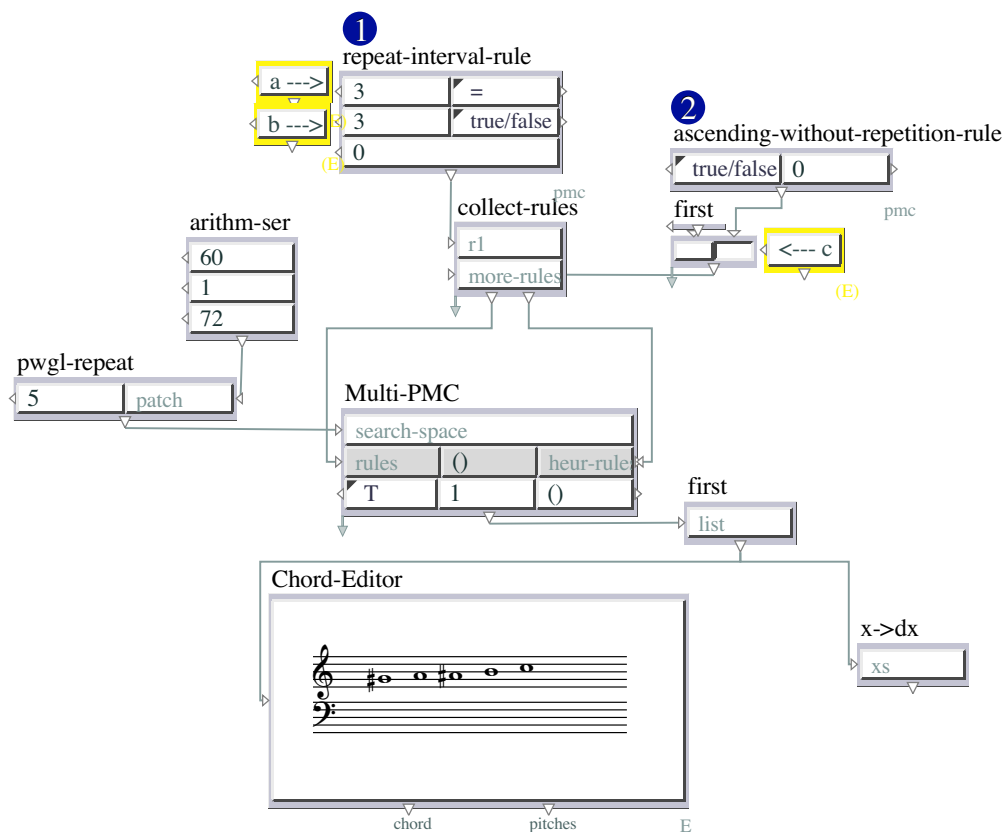 1
repeat-interval-rule
a --->
3
=
b --->
3
true/false
(E)
0
(E)
2
ascending-without-repetition-rule
true/false
0
pmc
pmc
first
<--- c
(E)
collect-rules
r1
more-rules
arithm-ser
60
1
72
pwgl-repeat
5
patch
Multi-PMC
search-space
rules
()
heur-rules
T
1
()
first
list
Chord-Editor
chord
pitches
E
x->dx
xs